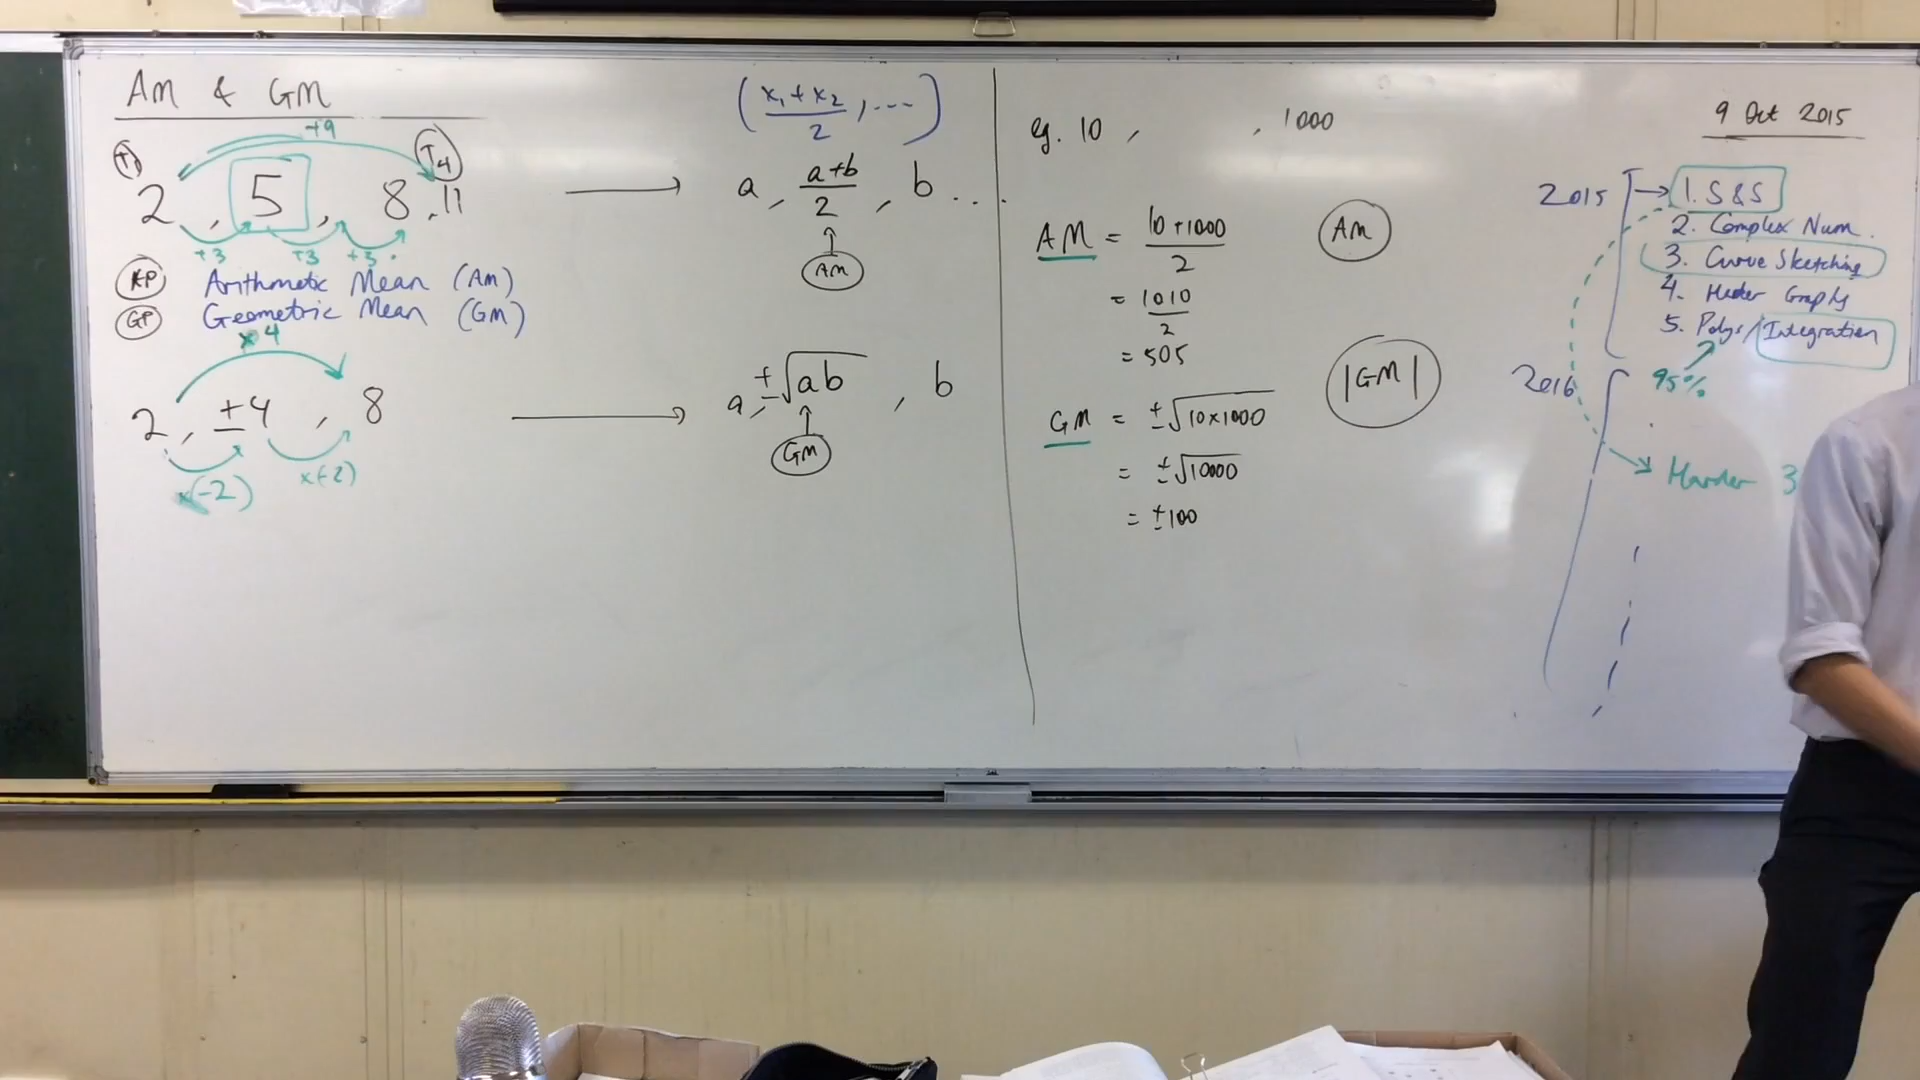 AM & GM
+9
T1
T4
2 , 5 , 8 , 11
+3 +3 +3
AP Arithmetic Mean (AM)
GP Geometric Mean (GM)
×4
2 , ±4 , 8
×(-2) ×(-2)
(x₁+x₂/2 , ....)
a , a+b/2 , b ...
AM
a , ±√ab , b
GM
eg. 10 , , 1000
AM = 10+1000/2
= 1010/2
= 505
GM = ±√10×1000
= ±√10000
= ±100
AM
|GM|
9 Oct 2015
2015 → 1. S & S
2. Complex Num.
3. Curve Sketching
4. Harder Graphs
5. Polys/Integration
2016
95%
Harder 3